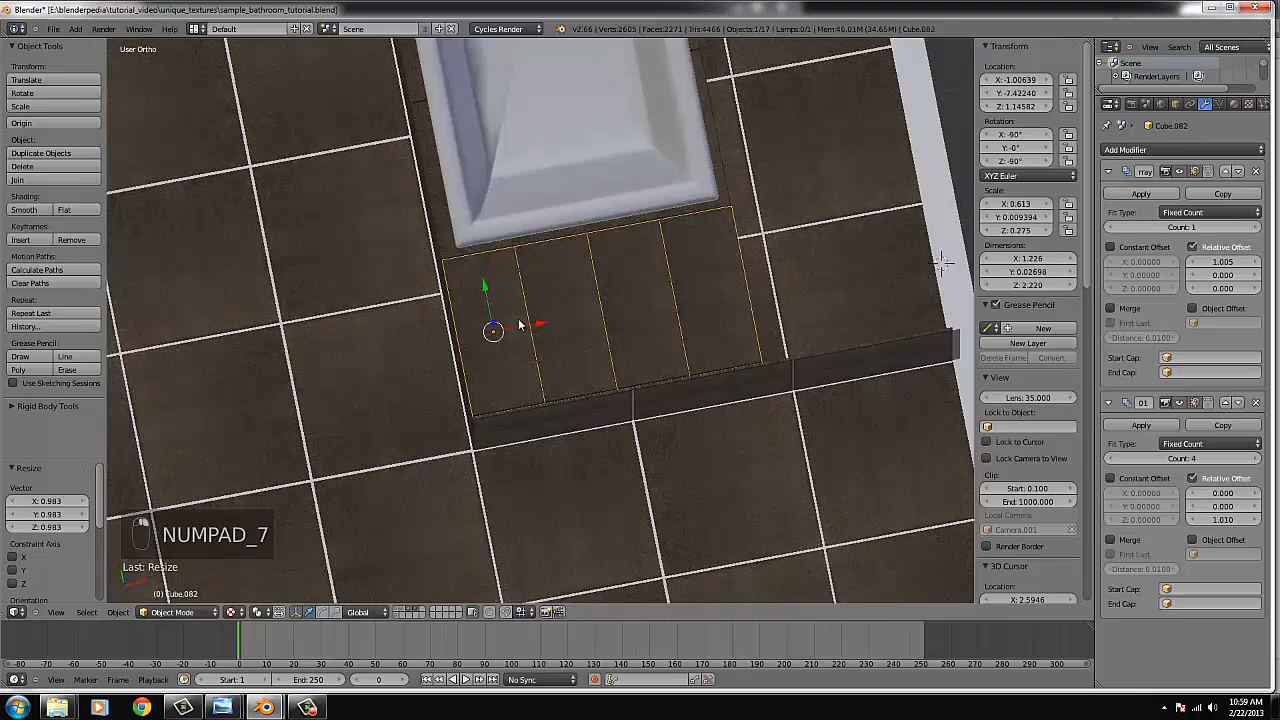 Blender* [E:\blenderpedia\tutorial_video\unique_textures\sample_bathroom_tutorial.blend]
File Add Render Window Help Default Scene 3 Cycles Render v2.66 | Verts:2605 | Faces:2271 | Tris:4466 | Objects:1/17 | Lamps:0/1 | Mem:46.01M (34.65M) | Cube.082
View Search All Scenes
Object Tools
User Ortho
Transform
Scene
RenderLayers
Transform:
Translate
Rotate
Scale
Origin
Object:
Duplicate Objects
Delete
Join
Shading:
Smooth Flat
Keyframes:
Insert Remove
Motion Paths:
Calculate Paths
Clear Paths
Repeat:
Repeat Last
History...
Grease Pencil:
Draw Line
Poly Erase
Use Sketching Sessions
Rigid Body Tools
Resize
Vector
X: 0.983
Y: 0.983
Z: 0.983
Constraint Axis
X
Y
Z
Orientation
NUMPAD_7
Last: Resize
(0) Cube.082
Location:
X: -1.00639
Y: -7.42240
Z: 1.14582
Rotation:
X: -90°
Y: -0°
Z: -90°
XYZ Euler
Scale:
X: 0.613
Y: 0.009394
Z: 0.275
Dimensions:
X: 1.226
Y: 0.02698
Z: 2.220
Grease Pencil
New
New Layer
Delete Frame Convert
View
Lens: 35.000
Lock to Object:
Lock to Cursor
Lock Camera to View
Clip:
Start: 0.100
End: 1000.000
Local Camera:
Camera.001
Render Border
3D Cursor
Location:
X: 2.5946
Cube.082
Add Modifier
rray
Apply Copy
Fit Type: Fixed Count
Count: 1
Constant Offset Relative Offset
X: 0.00000 1.005
Y: 0.00000 0.000
Z: 0.00000 0.000
Merge Object Offset
First Last
Distance: 0.0100
Start Cap:
End Cap:
01
Apply Copy
Fit Type: Fixed Count
Count: 4
Constant Offset Relative Offset
X: 0.00000 0.000
Y: 0.00000 0.000
Z: 0.00000 1.010
Merge Object Offset
First Last
Distance: 0.0100
Start Cap:
End Cap:
View Select Object Object Mode Global
-80 -70 -60 -50 -40 -30 -20 -10 0 10 20 30 40 50 60 70 80 90 100 110 120 130 140 150 160 170 180 190 200 210 220 230 240 250 260 270 280 290 300
View Marker Frame Playback Start: 1 End: 250 0 No Sync
10:59 AM
2/22/2013